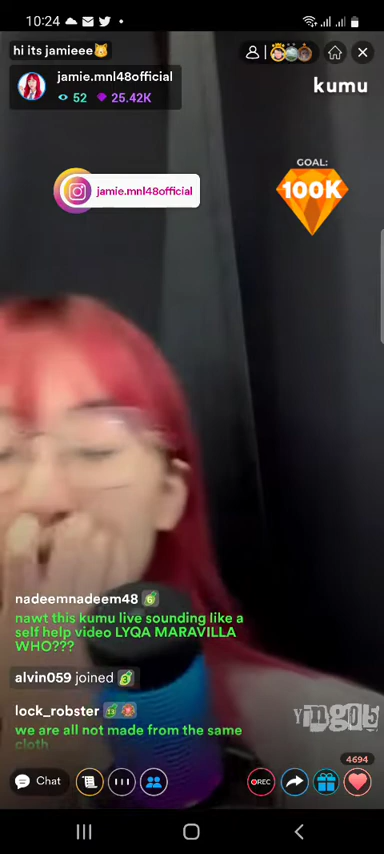 10:24
hi its jamieee
jamie.mnl48official
52 25.42K
kumu
jamie.mnl48official
GOAL:
100K
nadeemnadeem48 6
nawt this kumu live sounding like a
self help video LYQA MARAVILLA
WHO???
alvin059 joined
lock_robster
we are all not made from the same
cloth
Ying05
4694
Chat
REC